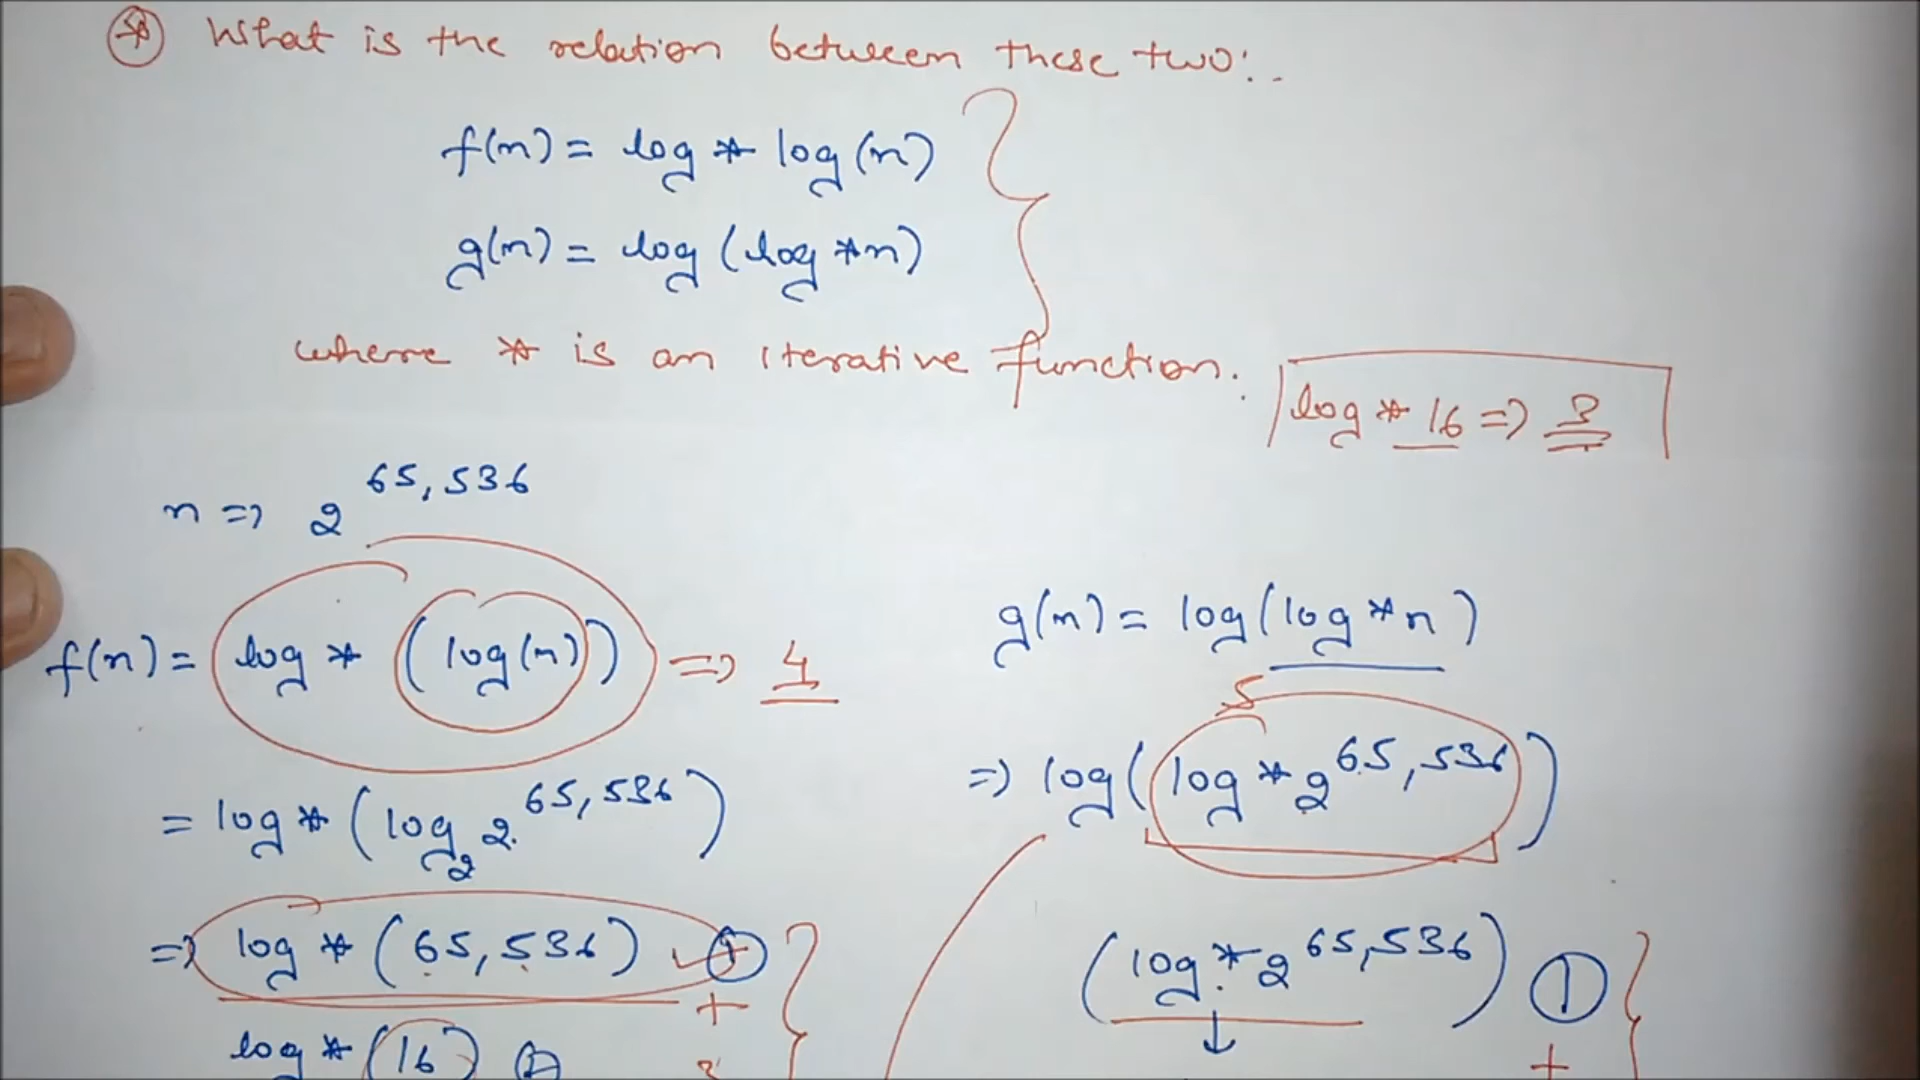 * What is the relation between these two:..
f(n) = log * log(n)
g(n) = log (log *n)
where * is an iterative function.
log * 16 => 3
n => 2^65,536
f(n) = log * (log(n)) => 4
= log * (log₂ 2^65,536)
=> log * (65,536)
+
log * (16)
g(n) = log(log *n)
5
=> log(log * 2^65,536)
(log * 2^65,536) 1
+